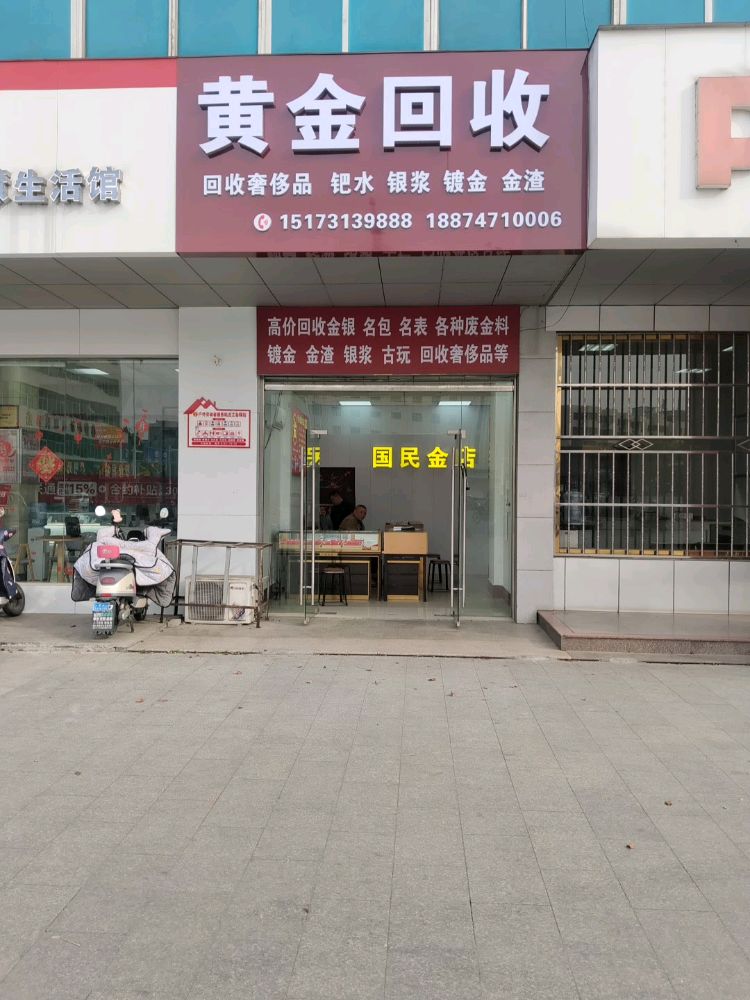 黄金回收
回收奢侈品 钯水 银浆 镀金 金渣
15173139888 18874710006
生活馆
高价回收金银 名包 名表 各种废金料
镀金 金渣 银浆 古玩 回收奢侈品等
国民金店
15%